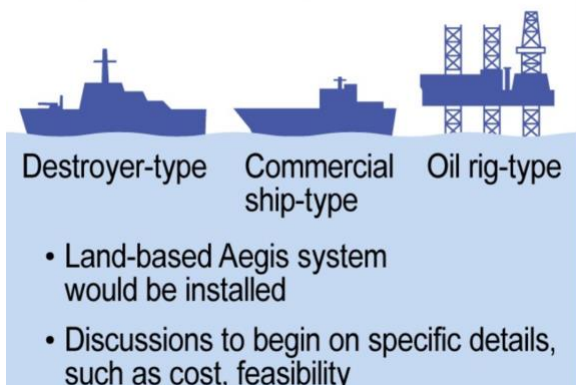 Destroyer-type
Commercial
ship-type
Oil rig-type
• Land-based Aegis system
would be installed
• Discussions to begin on specific details,
such as cost, feasibility